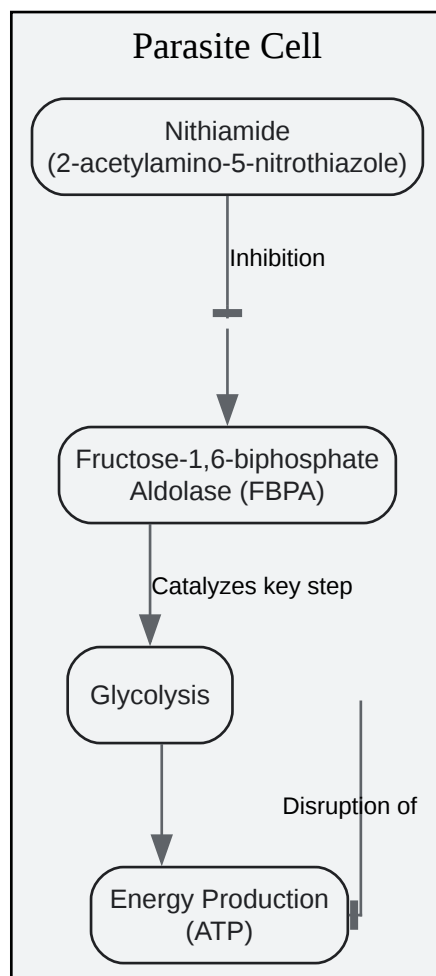 Parasite Cell
Nithiamide
(2-acetylamino-5-nitrothiazole)
Inhibition
Fructose-1,6-biphosphate
Aldolase (FBPA)
Catalyzes key step
Glycolysis
Disruption of
Energy Production
(ATP)